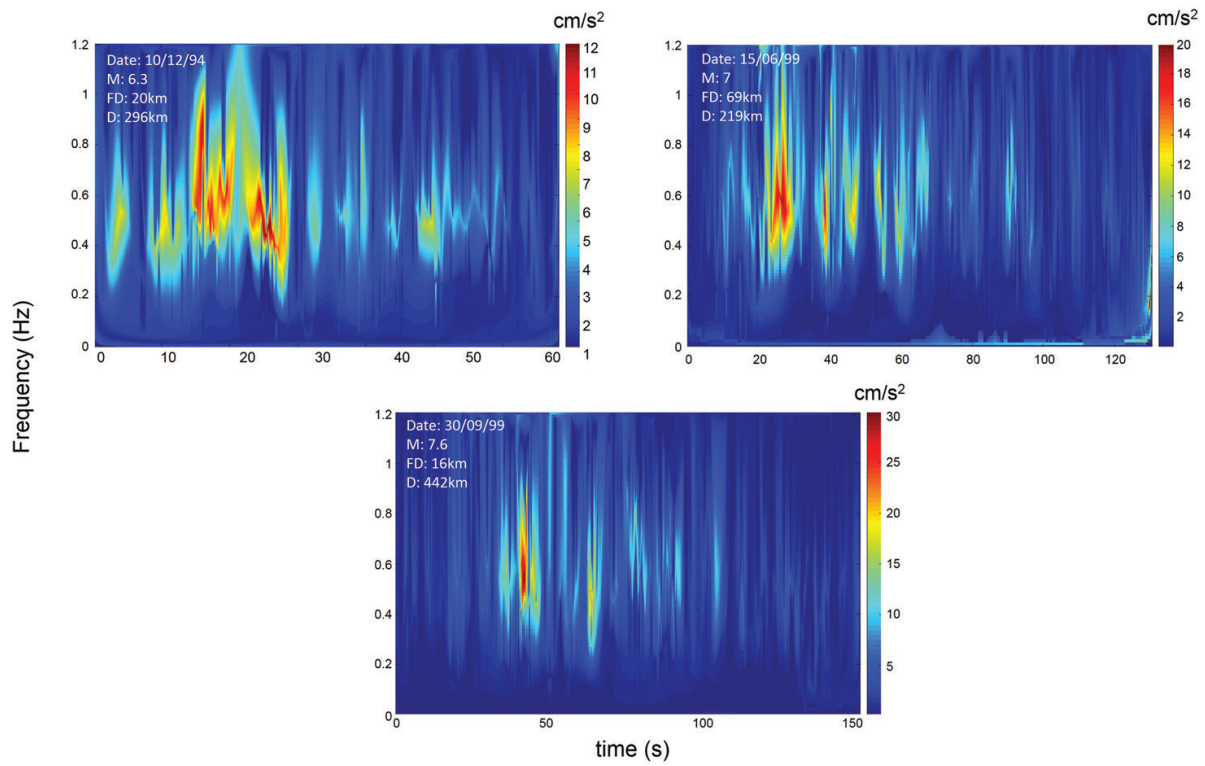 cm/s²
1.2
1
0.8
0.6
0.4
0.2
0
Date: 10/12/94
M: 6.3
FD: 20km
D: 296km
0 10 20 30 40 50 60
12
11
10
9
8
7
6
5
4
3
2
1
cm/s²
1.2
1
0.8
0.6
0.4
0.2
0
Date: 15/06/99
M: 7
FD: 69km
D: 219km
0 20 40 60 80 100 120
20
18
16
14
12
10
8
6
4
2
Frequency (Hz)
cm/s²
1.2
1
0.8
0.6
0.4
0.2
0
Date: 30/09/99
M: 7.6
FD: 16km
D: 442km
0 50 100 150
30
25
20
15
10
5
time (s)